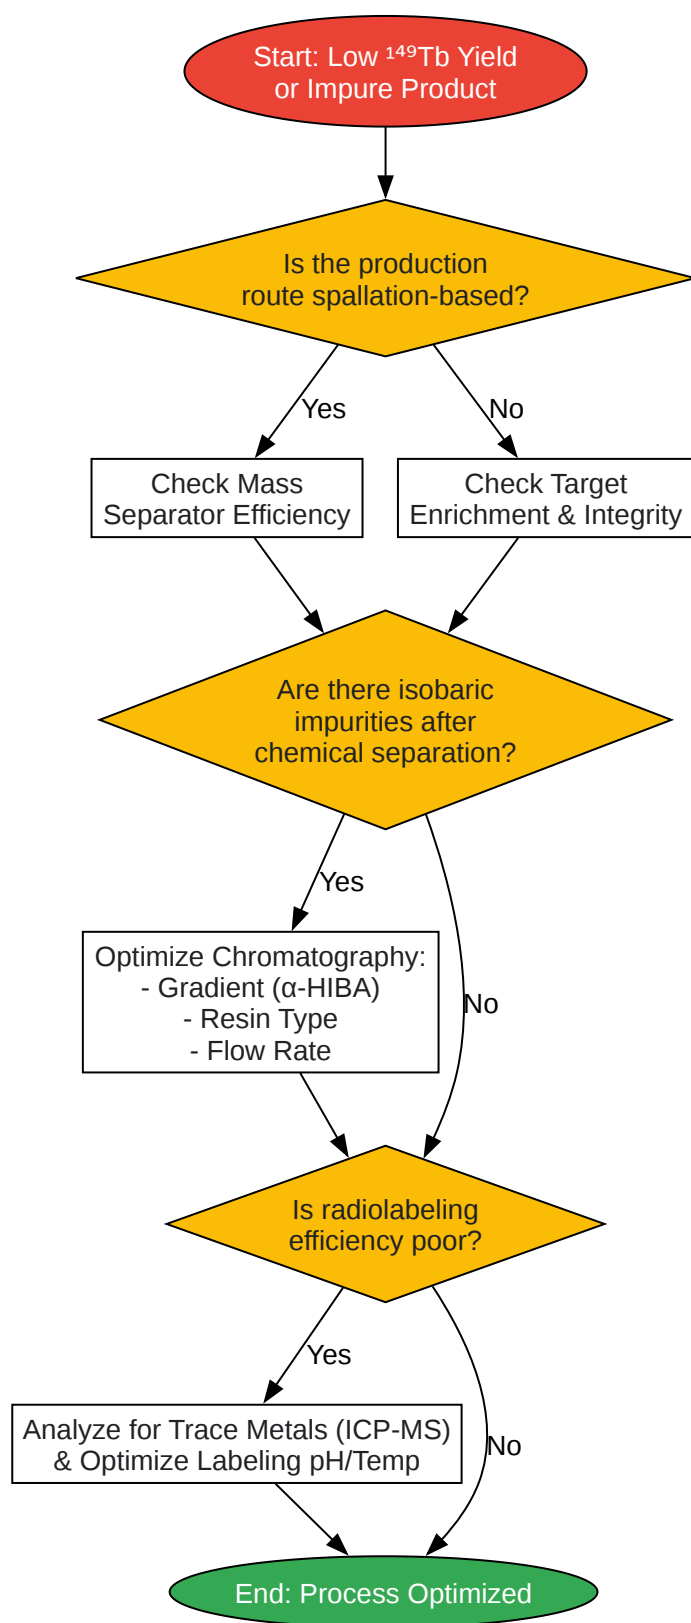 Start: Low ¹⁴⁹Tb Yield
or Impure Product
Is the production
route spallation-based?
Yes
No
Check Mass
Separator Efficiency
Check Target
Enrichment & Integrity
Are there isobaric
impurities after
chemical separation?
Yes
Optimize Chromatography:
- Gradient (α-HIBA)
- Resin Type
- Flow Rate
No
Is radiolabeling
efficiency poor?
Yes
Analyze for Trace Metals (ICP-MS)
& Optimize Labeling pH/Temp
No
End: Process Optimized